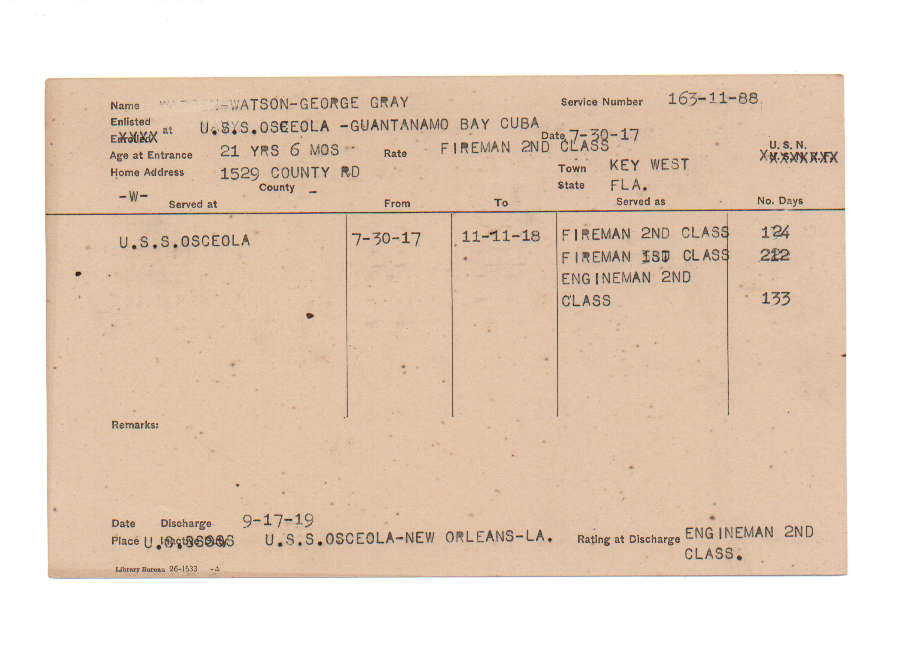 Name WATSON-GEORGE GRAY Service Number 163-11-88
Enlisted
at U.S.S.OSCEOLA -GUANTANAMO BAY CUBA Date 7-30-17
Age at Entrance 21 YRS 6 MOS Rate FIREMAN 2ND CLASS U. S. N.
Home Address 1529 COUNTY RD Town KEY WEST
County - State FLA.
-W- Served at From To Served as No. Days
U.S.S.OSCEOLA 7-30-17 11-11-18 FIREMAN 2ND CLASS 124
FIREMAN 1ST CLASS 212
ENGINEMAN 2ND
CLASS 133
Remarks:
Date Discharge 9-17-19
Place U.S.S.OSCEOLA-NEW ORLEANS-LA. Rating at Discharge ENGINEMAN 2ND
CLASS.
Library Bureau 26-1533